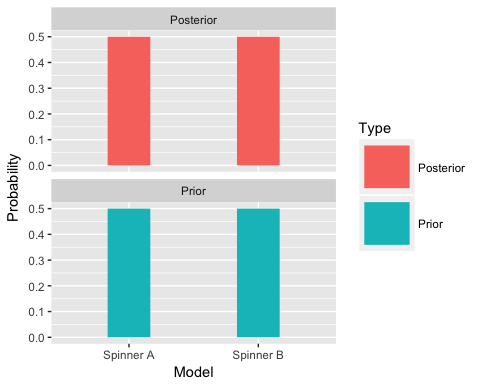 Posterior
0.5
0.4
0.3
0.2
0.1
0.0
Prior
0.5
0.4
0.3
0.2
0.1
0.0
Spinner A
Spinner B
Model
Probability
Type
Posterior
Prior